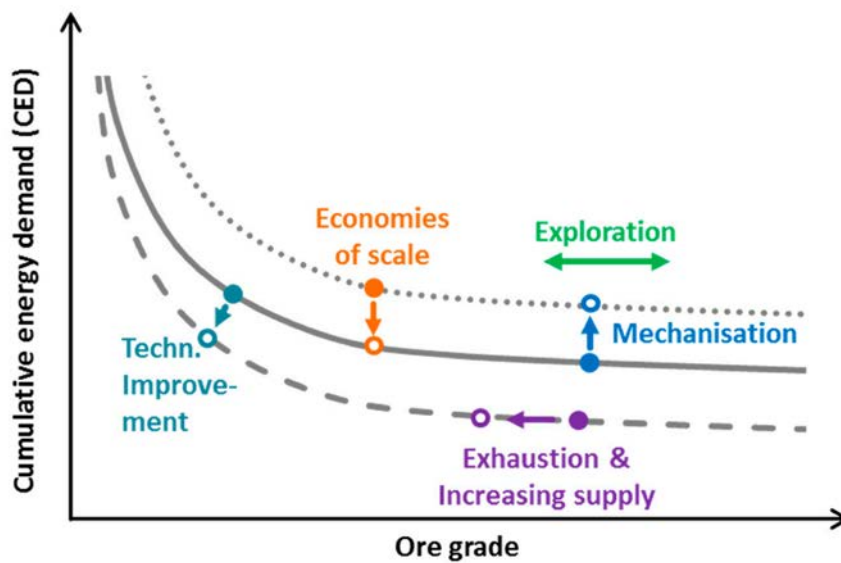 Cumulative energy demand (CED)
Economies
of scale
Exploration
Mechanisation
Techn.
Improve-
ment
Exhaustion &
Increasing supply
Ore grade